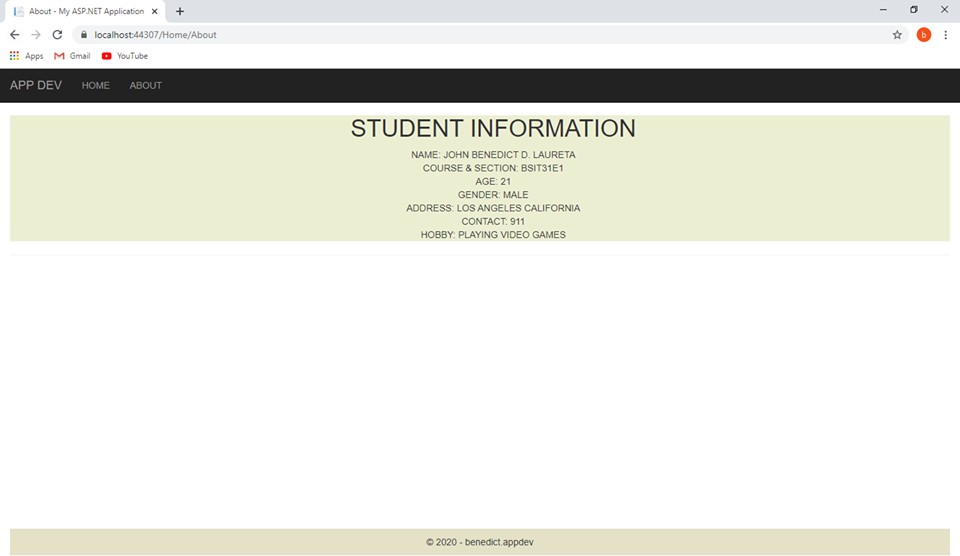 About - My ASP.NET Application
localhost:44307/Home/About
b
Apps Gmail YouTube
APP DEV HOME ABOUT
STUDENT INFORMATION
NAME: JOHN BENEDICT D. LAURETA
COURSE & SECTION: BSIT31E1
AGE: 21
GENDER: MALE
ADDRESS: LOS ANGELES CALIFORNIA
CONTACT: 911
HOBBY: PLAYING VIDEO GAMES
© 2020 - benedict.appdev